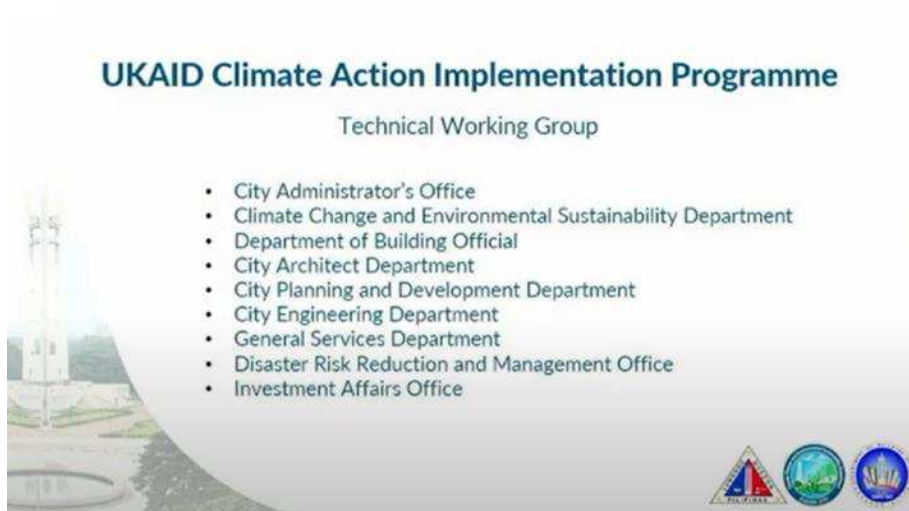 UKAID Climate Action Implementation Programme
Technical Working Group
• City Administrator's Office
• Climate Change and Environmental Sustainability Department
• Department of Building Official
• City Architect Department
• City Planning and Development Department
• City Engineering Department
• General Services Department
• Disaster Risk Reduction and Management Office
• Investment Affairs Office